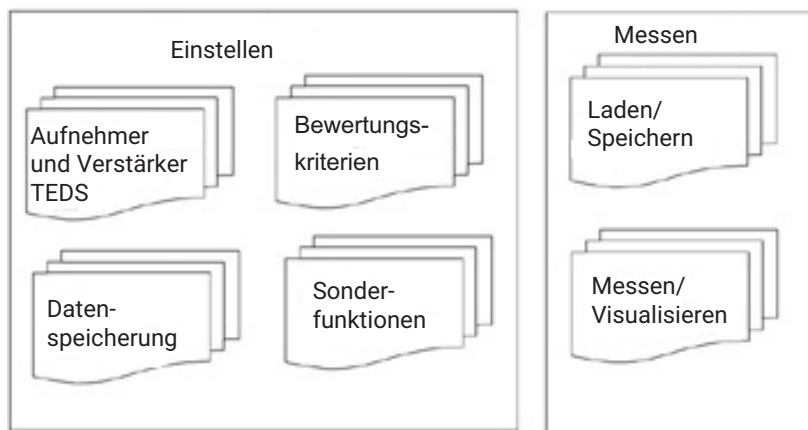 Einstellen
Aufnehmer
und Verstärker
TEDS
Bewertungs-
kriterien
Daten-
speicherung
Sonder-
funktionen
Messen
Laden/
Speichern
Messen/
Visualisieren